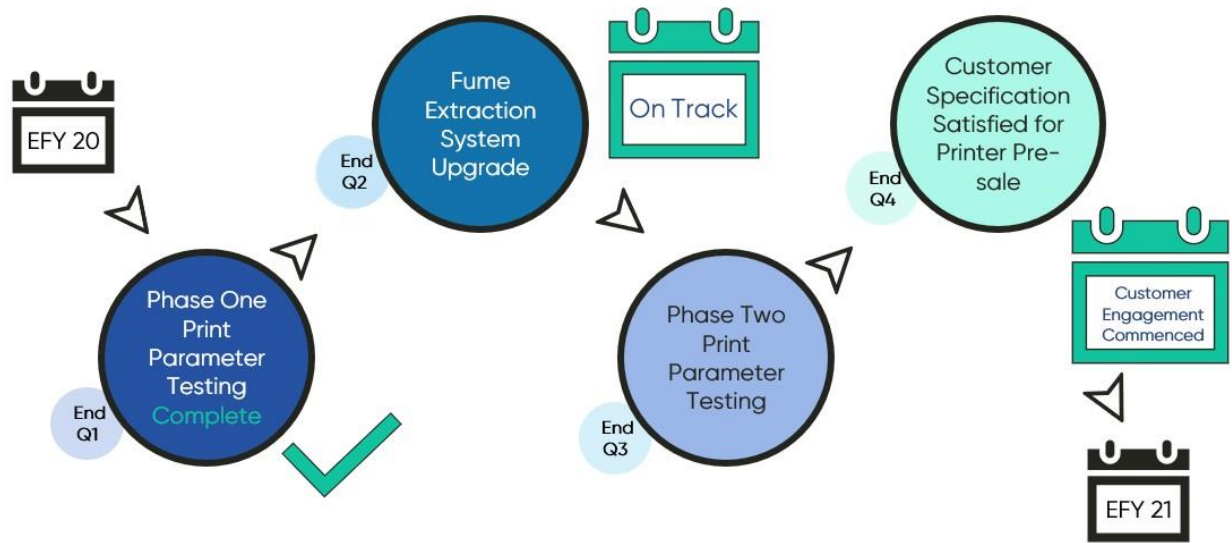 EFY 20
Phase One
Print
Parameter
Testing
Complete
End
Q1
Fume
Extraction
System
Upgrade
End
Q2
On Track
Phase Two
Print
Parameter
Testing
End
Q3
Customer
Specification
Satisfied for
Printer Pre-
sale
End
Q4
Customer
Engagement
Commenced
EFY 21